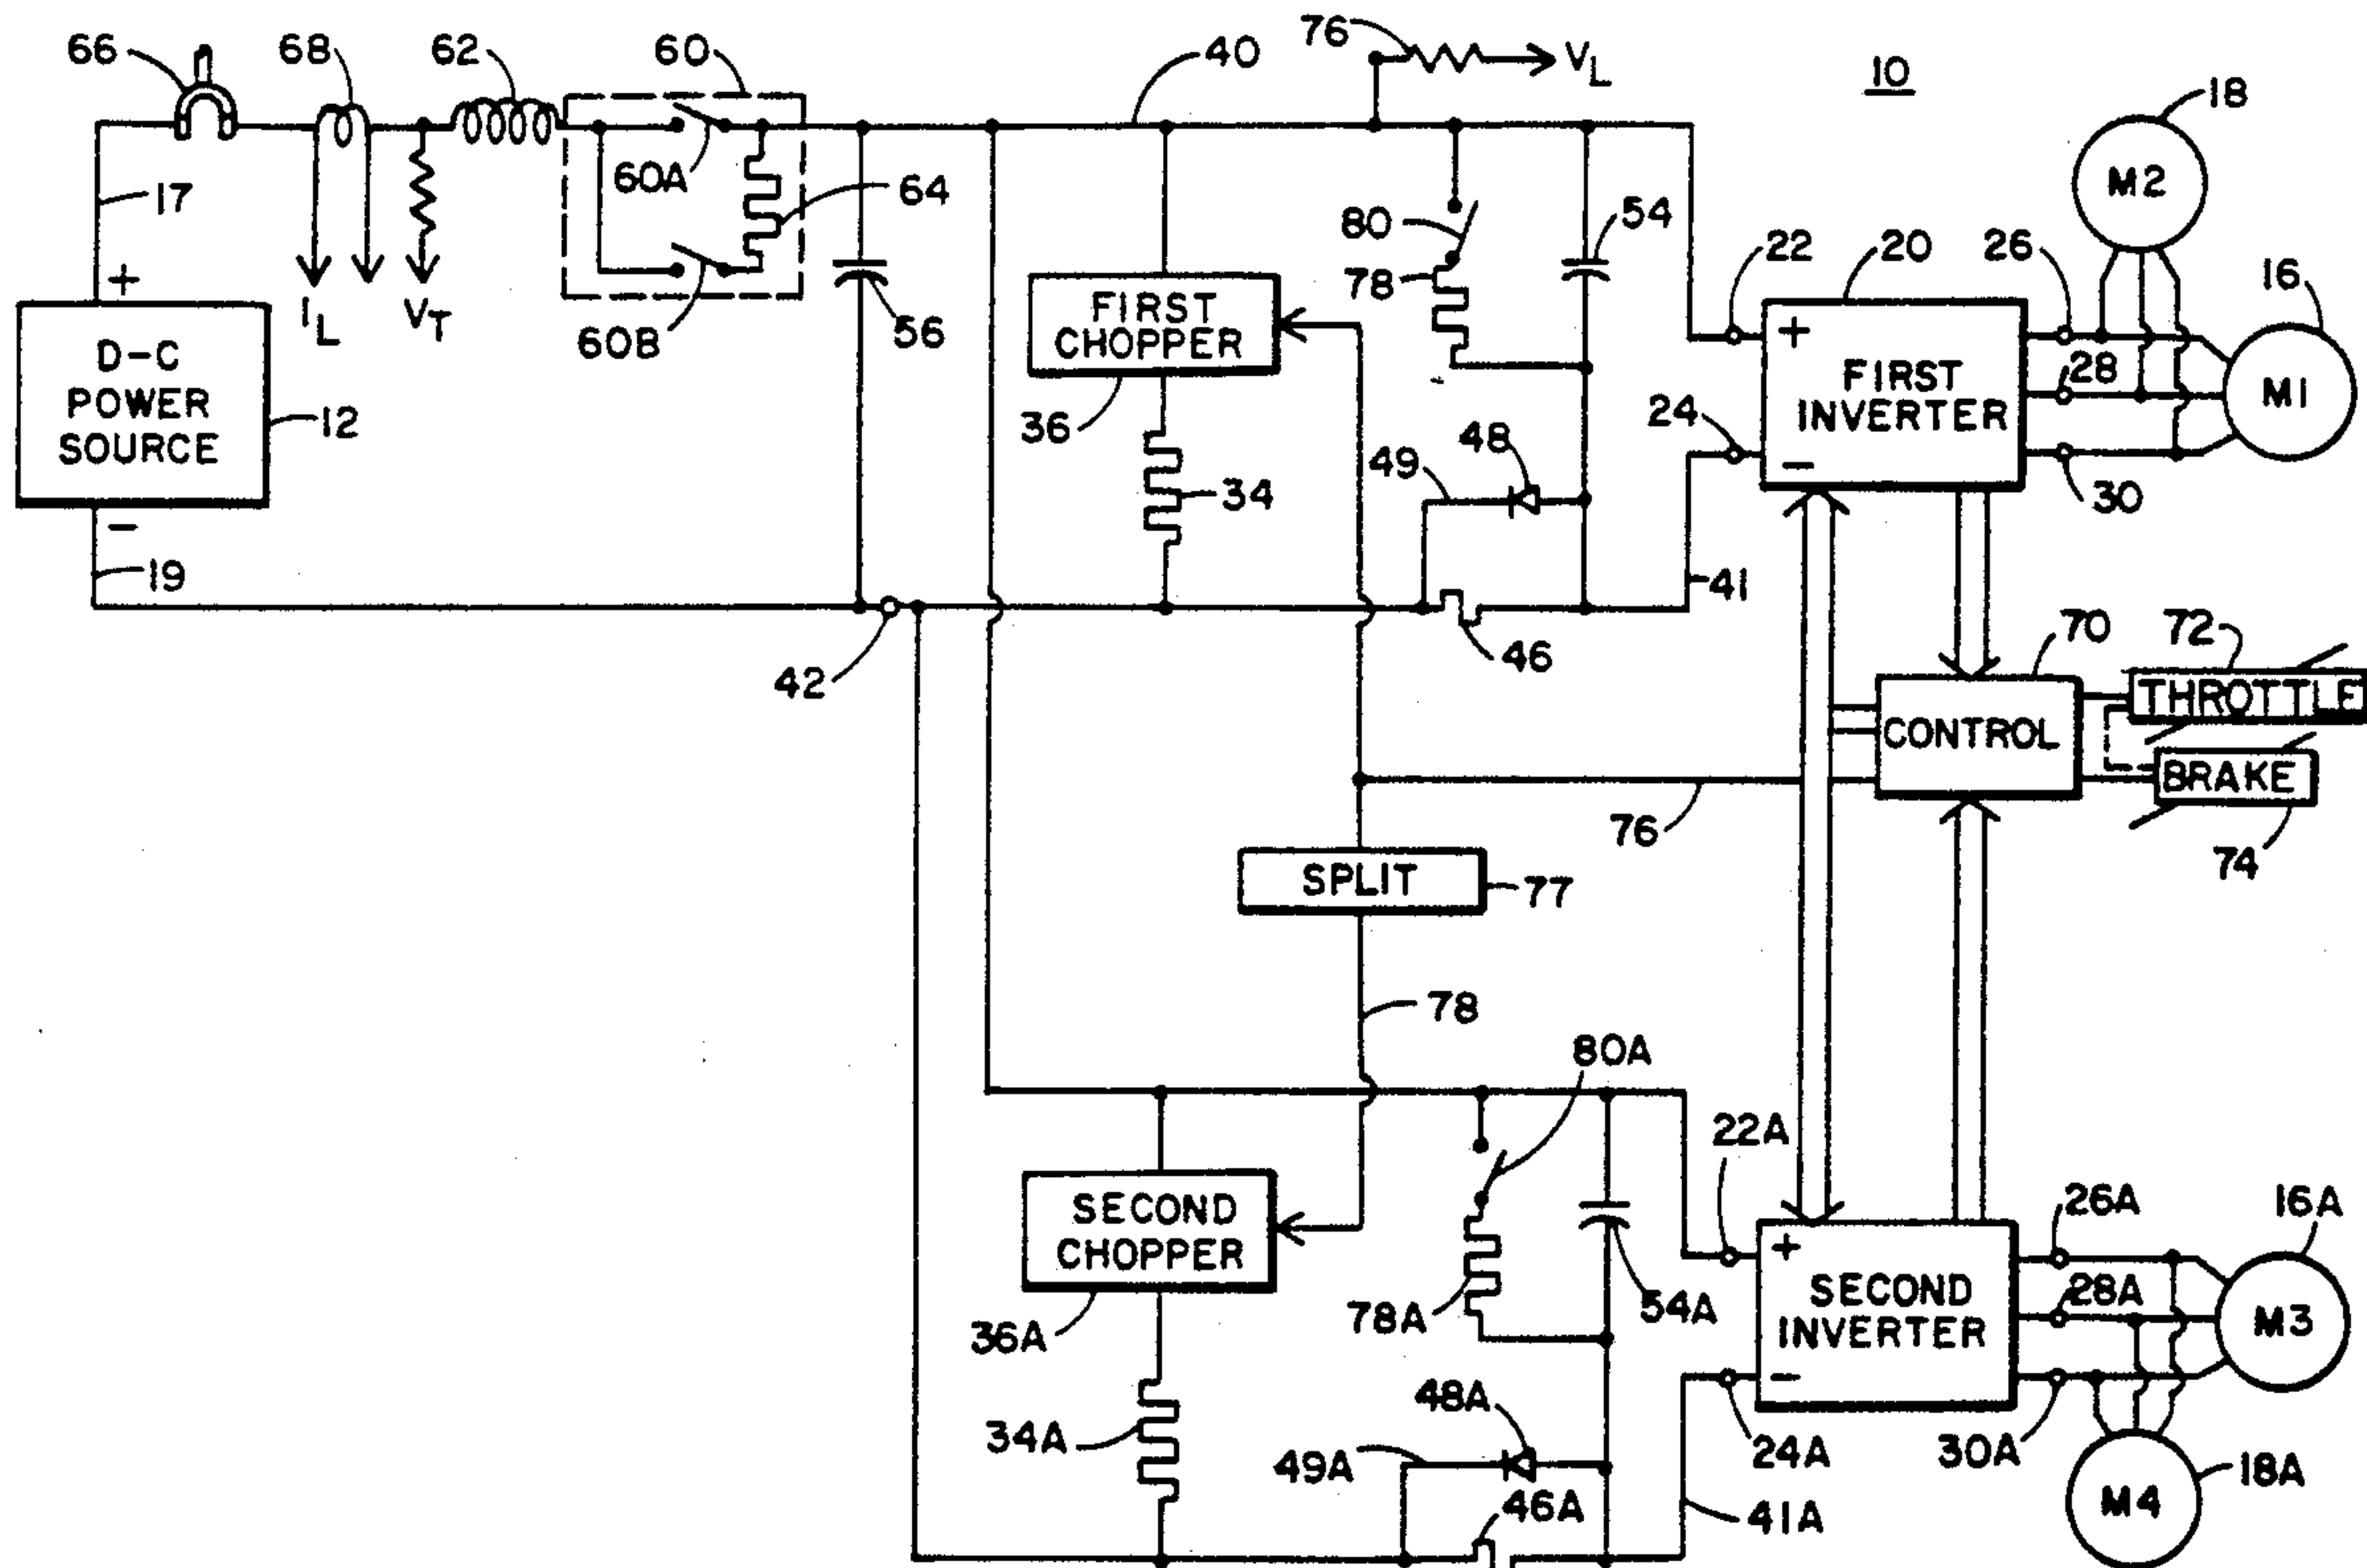 66
68
62
60
40
76
V_L
10
18
M2
17
60A
64
80
54
22
20
26
16
+
I_L
V_T
60B
56
FIRST
CHOPPER
78
+
FIRST
INVERTER
28
M1
D-C
POWER
SOURCE
12
36
34
49
48
24
−
30
−
19
42
46
41
70
72
THROTTLE
CONTROL
BRAKE
76
74
SPLIT
77
78
80A
22A
SECOND
CHOPPER
26A
16A
+
SECOND
INVERTER
28A
M3
36A
78A
54A
−
34A
48A
49A
46A
24A
30A
41A
M4
18A